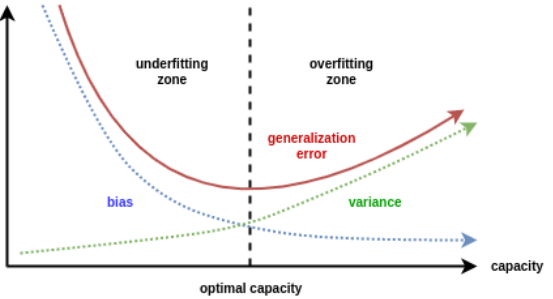 underfitting
zone
overfitting
zone
generalization
error
bias
variance
capacity
optimal capacity